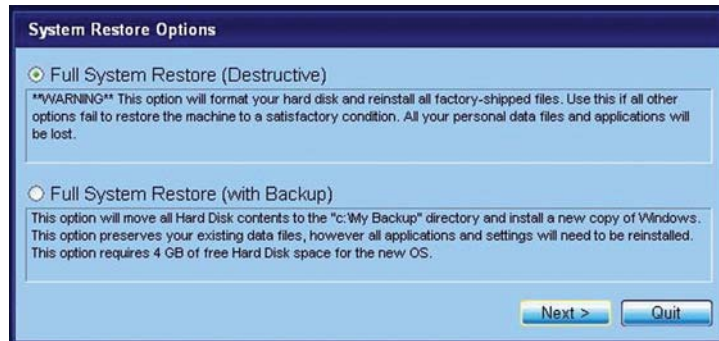 System Restore Options
Full System Restore (Destructive)
**WARNING** This option will format your hard disk and reinstall all factory-shipped files. Use this if all other
options fail to restore the machine to a satisfactory condition. All your personal data files and applications will
be lost.
Full System Restore (with Backup)
This option will move all Hard Disk contents to the "c:\My Backup" directory and install a new copy of Windows.
This option preserves your existing data files, however all applications and settings will need to be reinstalled.
This option requires 4 GB of free Hard Disk space for the new OS.
Next >
Quit